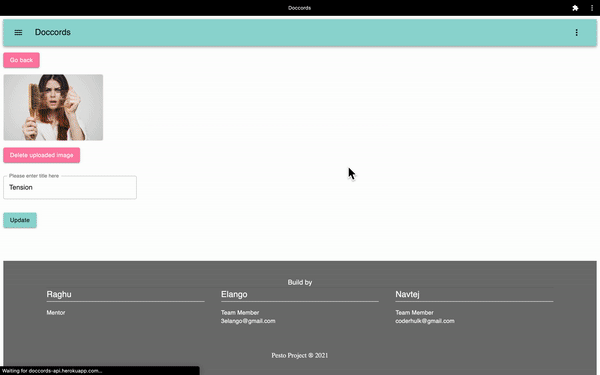 Doccords
Doccords
Go back
Delete uploaded image
Please enter title here
Tension
Update
Build by
Raghu
Elango
Navtej
Mentor
Team Member
Team Member
3elango@gmail.com
coderhulk@gmail.com
Pesto Project ® 2021
Waiting for doccords-api.herokuapp.com...